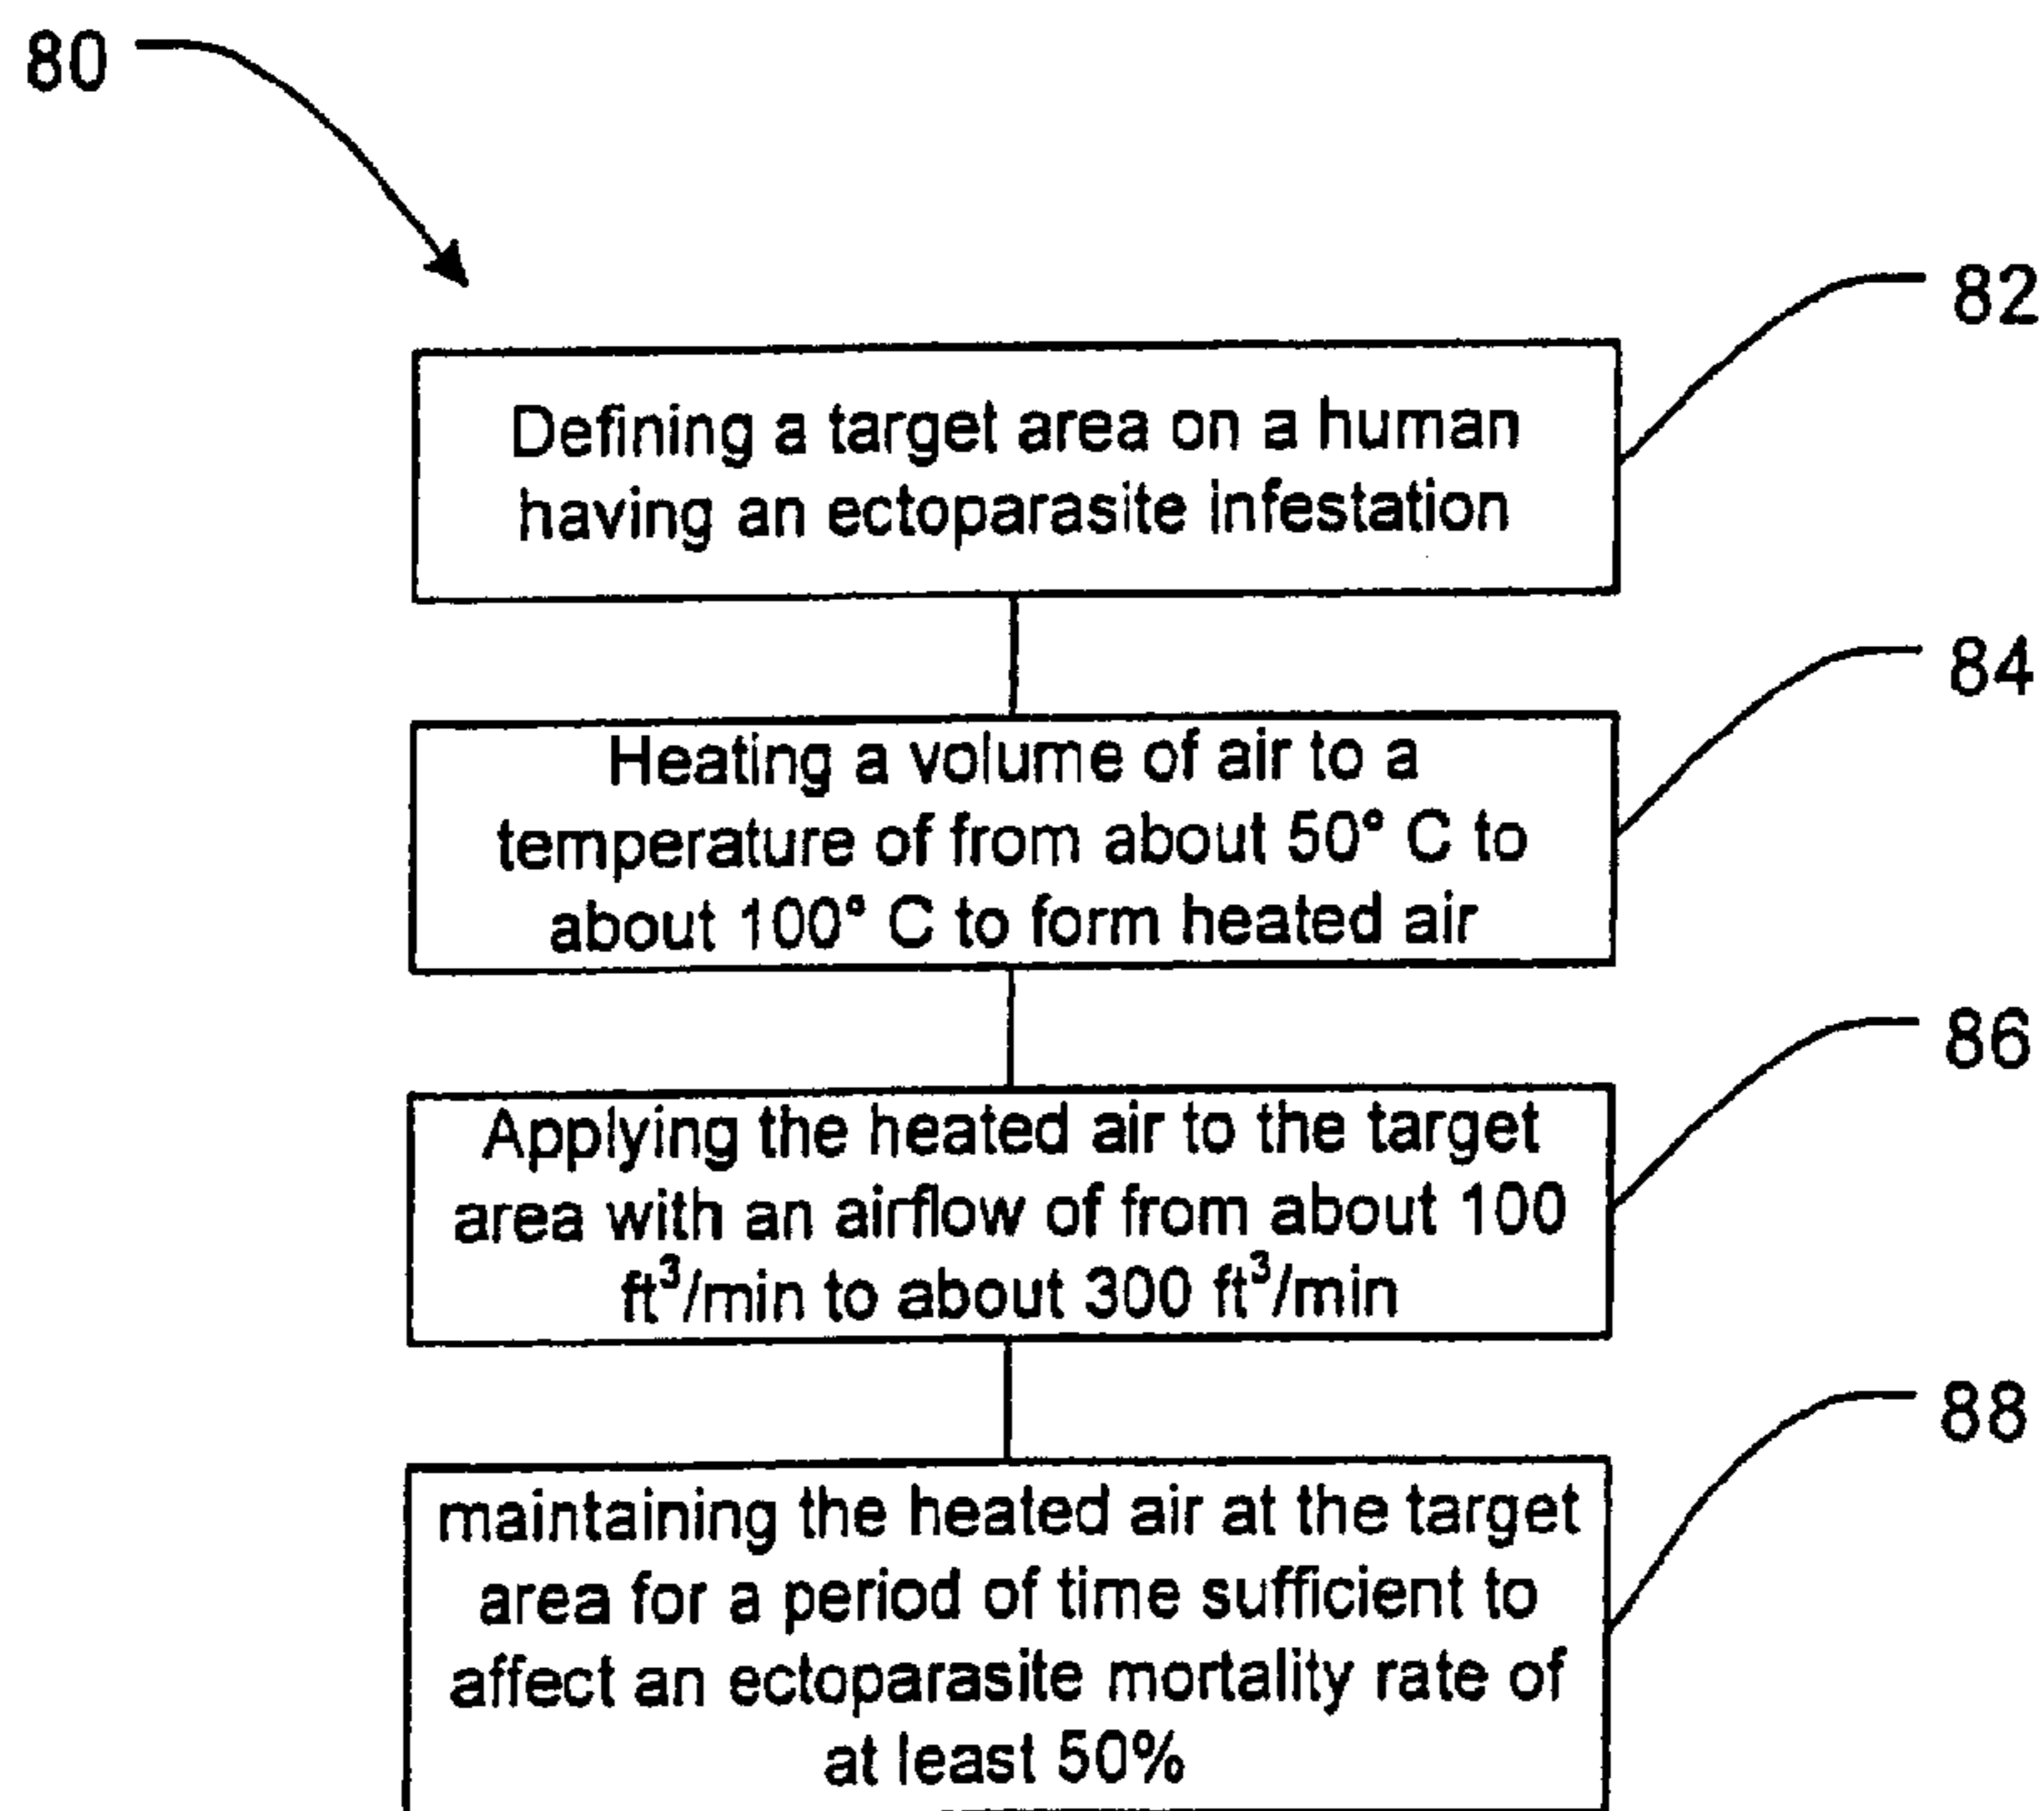 80
82
Defining a target area on a human
having an ectoparasite infestation
84
Heating a volume of air to a
temperature of from about 50° C to
about 100° C to form heated air
86
Applying the heated air to the target
area with an airflow of from about 100
ft³/min to about 300 ft³/min
88
maintaining the heated air at the target
area for a period of time sufficient to
affect an ectoparasite mortality rate of
at least 50%